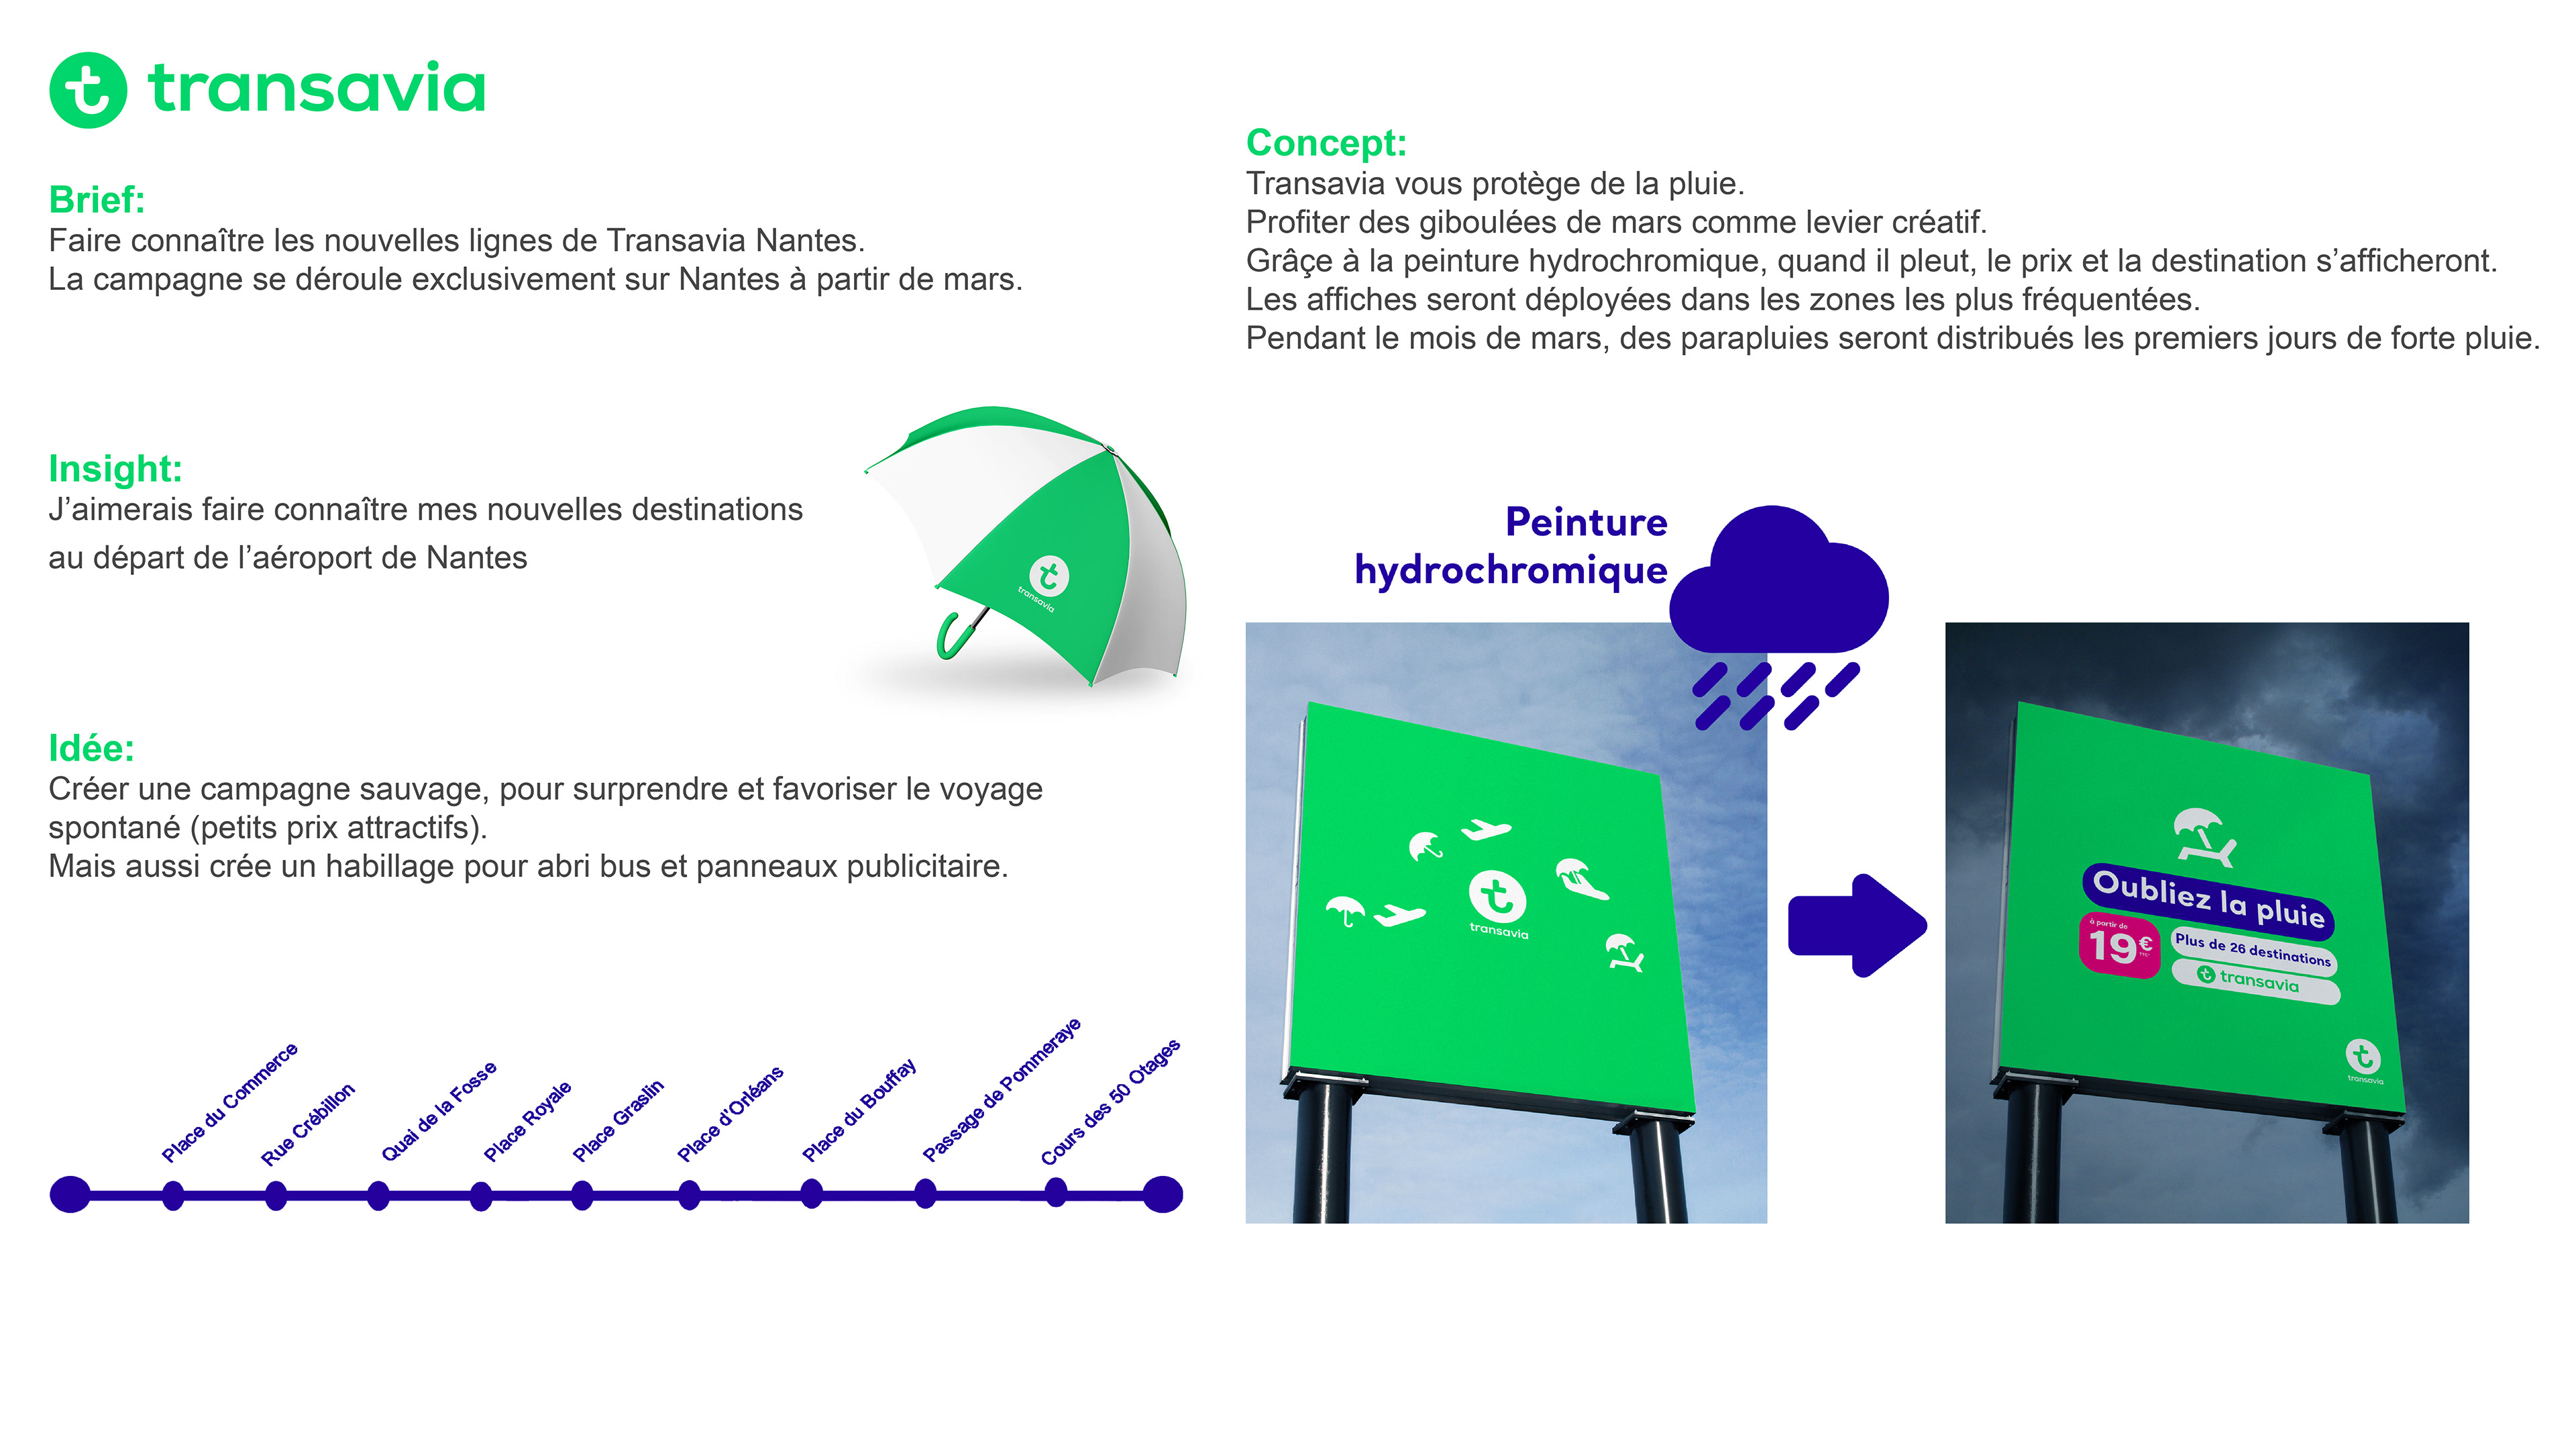 transavia
Brief:
Faire connaître les nouvelles lignes de Transavia Nantes.
La campagne se déroule exclusivement sur Nantes à partir de mars.
Insight:
J’aimerais faire connaître mes nouvelles destinations
au départ de l’aéroport de Nantes
transavia
Idée:
Créer une campagne sauvage, pour surprendre et favoriser le voyage
spontané (petits prix attractifs).
Mais aussi crée un habillage pour abri bus et panneaux publicitaire.
Place du Commerce
Rue Crébillon
Quai de la Fosse
Place Royale
Place Graslin
Place d'Orléans
Place du Bouffay
Passage de Pommeraye
Cours des 50 Otages
Concept:
Transavia vous protège de la pluie.
Profiter des giboulées de mars comme levier créatif.
Grâçe à la peinture hydrochromique, quand il pleut, le prix et la destination s’afficheront.
Les affiches seront déployées dans les zones les plus fréquentées.
Pendant le mois de mars, des parapluies seront distribués les premiers jours de forte pluie.
Peinture
hydrochromique
transavia
Oubliez la pluie
à partir de
19€
Plus de 26 destinations
transavia
transavia